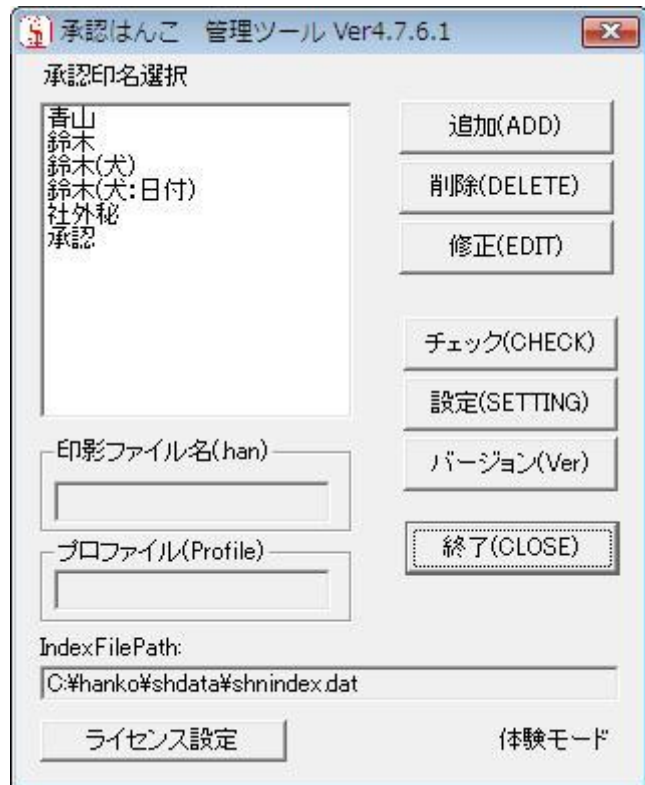 承認はんこ　管理ツール Ver4.7.6.1
承認印名選択
青山
鈴木
鈴木(犬)
鈴木(犬:日付)
社外秘
承認
追加(ADD)
削除(DELETE)
修正(EDIT)
チェック(CHECK)
設定(SETTING)
バージョン(Ver)
終了(CLOSE)
印影ファイル名(.han)
プロファイル(Profile)
IndexFilePath:
C:¥hanko¥shdata¥shnindex.dat
ライセンス設定
体験モード